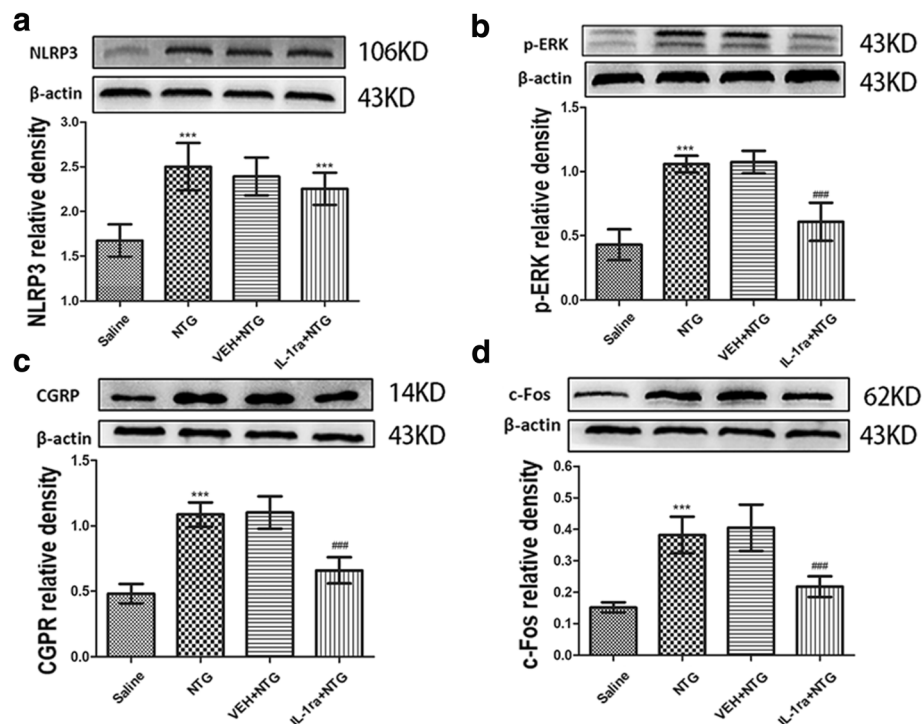 a
NLRP3 106KD
β-actin 43KD
NLRP3 relative density
3.0
2.5
2.0
1.5
1.0
*** ***
Saline NTG VEH+NTG IL-1ra+NTG
b
p-ERK 43KD
β-actin 43KD
p-ERK relative density
1.5
1.0
0.5
0.0
*** ###
Saline NTG VEH+NTG IL-1ra+NTG
c
CGRP 14KD
β-actin 43KD
CGPR relative density
1.5
1.0
0.5
0.0
*** ###
Saline NTG VEH+NTG IL-1ra+NTG
d
c-Fos 62KD
β-actin 43KD
c-Fos relative density
0.6
0.5
0.4
0.3
0.2
0.1
0.0
*** ###
Saline NTG VEH+NTG IL-1ra+NTG